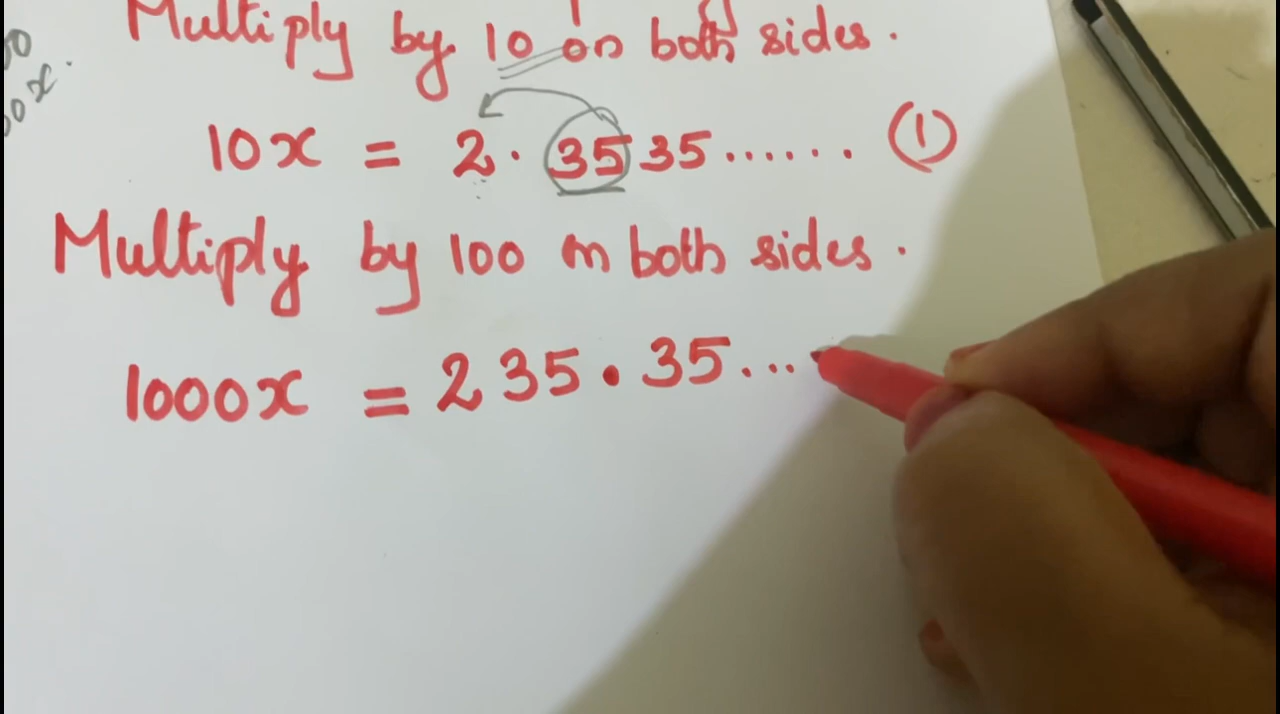 Multiply by 10 on both sides.
10x = 2.3535...... (1)
Multiply by 100 on both sides.
1000x = 235.35....